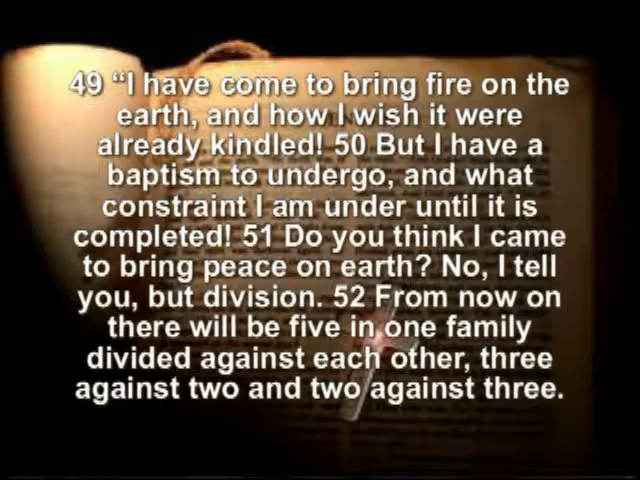 49 “I have come to bring fire on the
earth, and how I wish it were
already kindled! 50 But I have a
baptism to undergo, and what
constraint I am under until it is
completed! 51 Do you think I came
to bring peace on earth? No, I tell
you, but division. 52 From now on
there will be five in one family
divided against each other, three
against two and two against three.